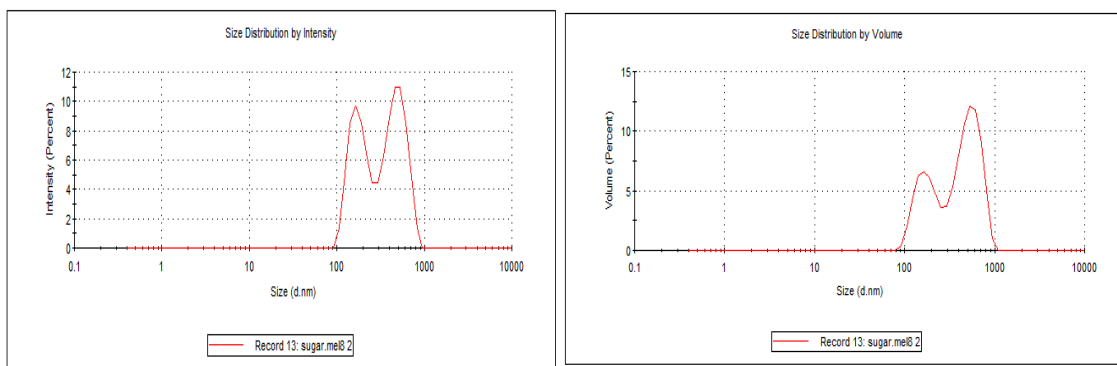 Size Distribution by Intensity
12
10
8
6
4
2
0
Intensity (Percent)
0.1 1 10 100 1000 10000
Size (d.nm)
Record 13: sugar.mel8 2
Size Distribution by Volume
15
10
5
0
Volume (Percent)
0.1 1 10 100 1000 10000
Size (d.nm)
Record 13: sugar.mel8 2